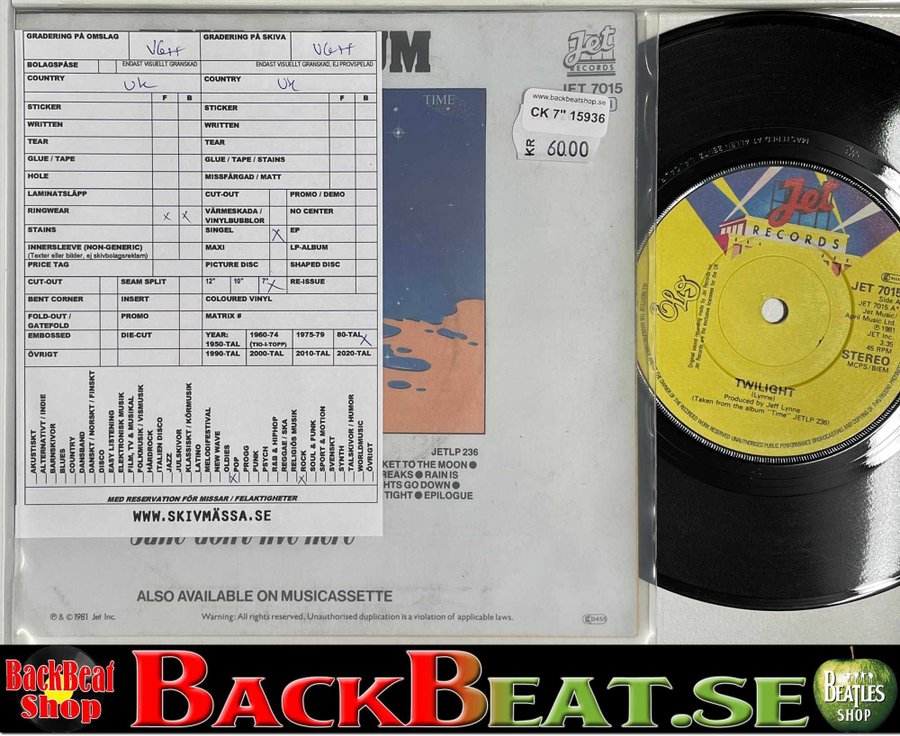 GRADERING PÅ OMSLAG
VG++
GRADERING PÅ SKIVA
VG++
BOLAGSPÅSE
ENDAST VISUELLT GRANSKAD
ENDAST VISUELLT GRANSKAD, EJ PROVSPELAD
COUNTRY
UK
COUNTRY
UK
F B
F B
STICKER
STICKER
WRITTEN
WRITTEN
TEAR
TEAR
GLUE / TAPE
GLUE / TAPE / STAINS
HOLE
MISSFÄRGAD / MATT
LAMINATSLÄPP
CUT-OUT
PROMO / DEMO
RINGWEAR
X X
VÄRMESKADA /
VINYLBUBBLOR
NO CENTER
STAINS
SINGEL
X
EP
INNERSLEEVE (NON-GENERIC)
(Texter eller bilder, ej skivbolagsreklam)
MAXI
LP-ALBUM
PRICE TAG
PICTURE DISC
SHAPED DISC
CUT-OUT
SEAM SPLIT
12" 10" 7" X
RE-ISSUE
BENT CORNER
INSERT
COLOURED VINYL
FOLD-OUT /
GATEFOLD
PROMO
MATRIX #
EMBOSSED
DIE-CUT
YEAR:
1950-TAL
1960-74
(TIO-I-TOPP)
1975-79
80-TAL
X
ÖVRIGT
1990-TAL
2000-TAL
2010-TAL
2020-TAL
AKUSTISKT
ALTERNATIVT / INDIE
BARNSKIVOR
BLUES
COUNTRY
DANSBAND
DANSKT / NORSKT / FINSKT
DISCO
EASY LISTENING
ELEKTRONISK MUSIK
FILM, TV & MUSIKAL
FOLKMUSIK / VISMUSIK
HÅRDROCK
ITALIEN DISCO
JAZZ
JULSKIVOR
KLASSISKT / KÖRMUSIK
LATINO
MELODIFESTIVAL
NEW WAVE
OLDIES
POP
X
PROGG
PUNK
PSYCH
R&B & HIPHOP
REGGAE / SKA
RELIGIÖS MUSIK
ROCK
X
SOUL & FUNK
SPORT & MOTION
SVENSKT
SYNTH
TALSKIVOR / HUMOR
WORLDMUSIC
ÖVRIGT
MED RESERVATION FÖR MISSAR / FELAKTIGHETER
WWW.SKIVMÄSSA.SE
UM
Jet
RECORDS
JET 7015
www.backbeatshop.se
CK 7" 15936
KR 60.00
TIME
JETLP 236
KET TO THE MOON ●
REAKS ● RAIN IS
HTS GO DOWN ●
TIGHT ● EPILOGUE
ALSO AVAILABLE ON MUSICASSETTE
℗ & © 1981 Jet Inc.
Warning: All rights reserved. Unauthorised duplication is a violation of applicable laws.
Jet
RECORDS
ELO
JET 7015
Side A
JET 7015 A
Jet Music/
April Music Ltd.
℗ 1981
JET Inc.
3.35
45 RPM
STEREO
MCPS/BIEM
TWILIGHT
(Lynne)
Produced by Jeff Lynne
(Taken from the album "Time" JETLP 236)
BackBeat
Shop
BACKBEAT.SE
BEATLES
SHOP